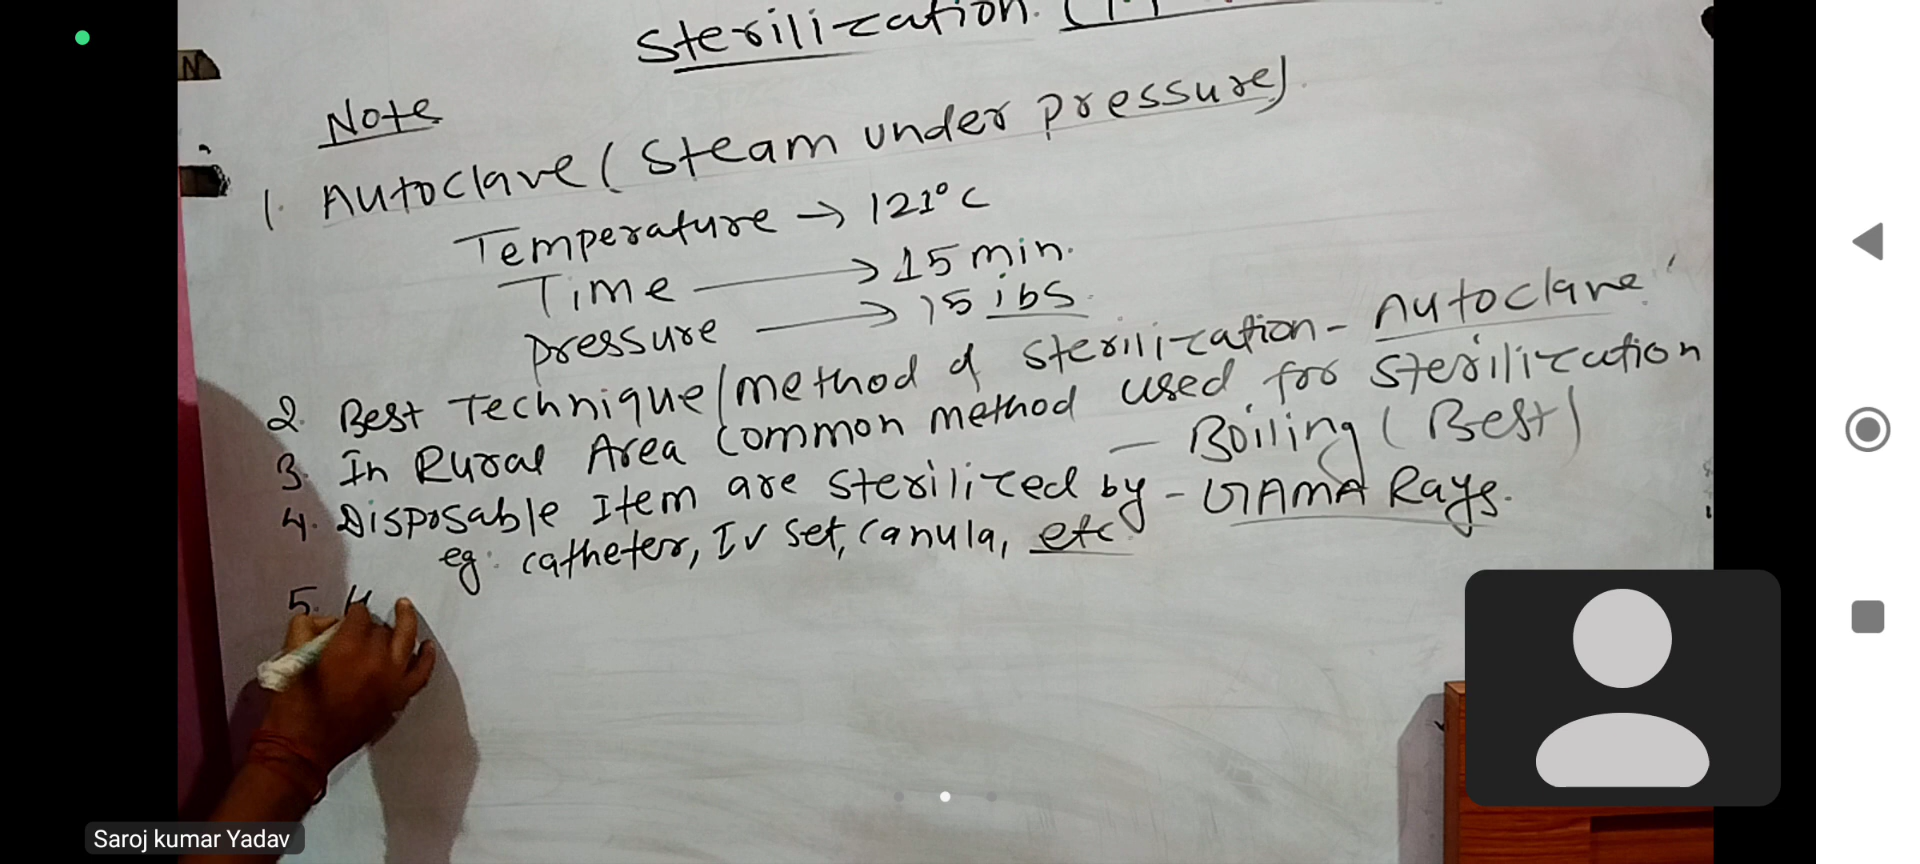 Sterilization.
N
Note
1. Autoclave (Steam under pressure)
Temperature → 121°C
Time → 15 min.
pressure → 15 ibs.
2. Best Technique/method of sterilization - Autoclave
3. In Rural Area Common method used for sterilization
— Boiling (Best)
4. Disposable Item are sterilized by - GAMA Rays.
eg: catheter, IV set, canula, etc
5.
Saroj kumar Yadav